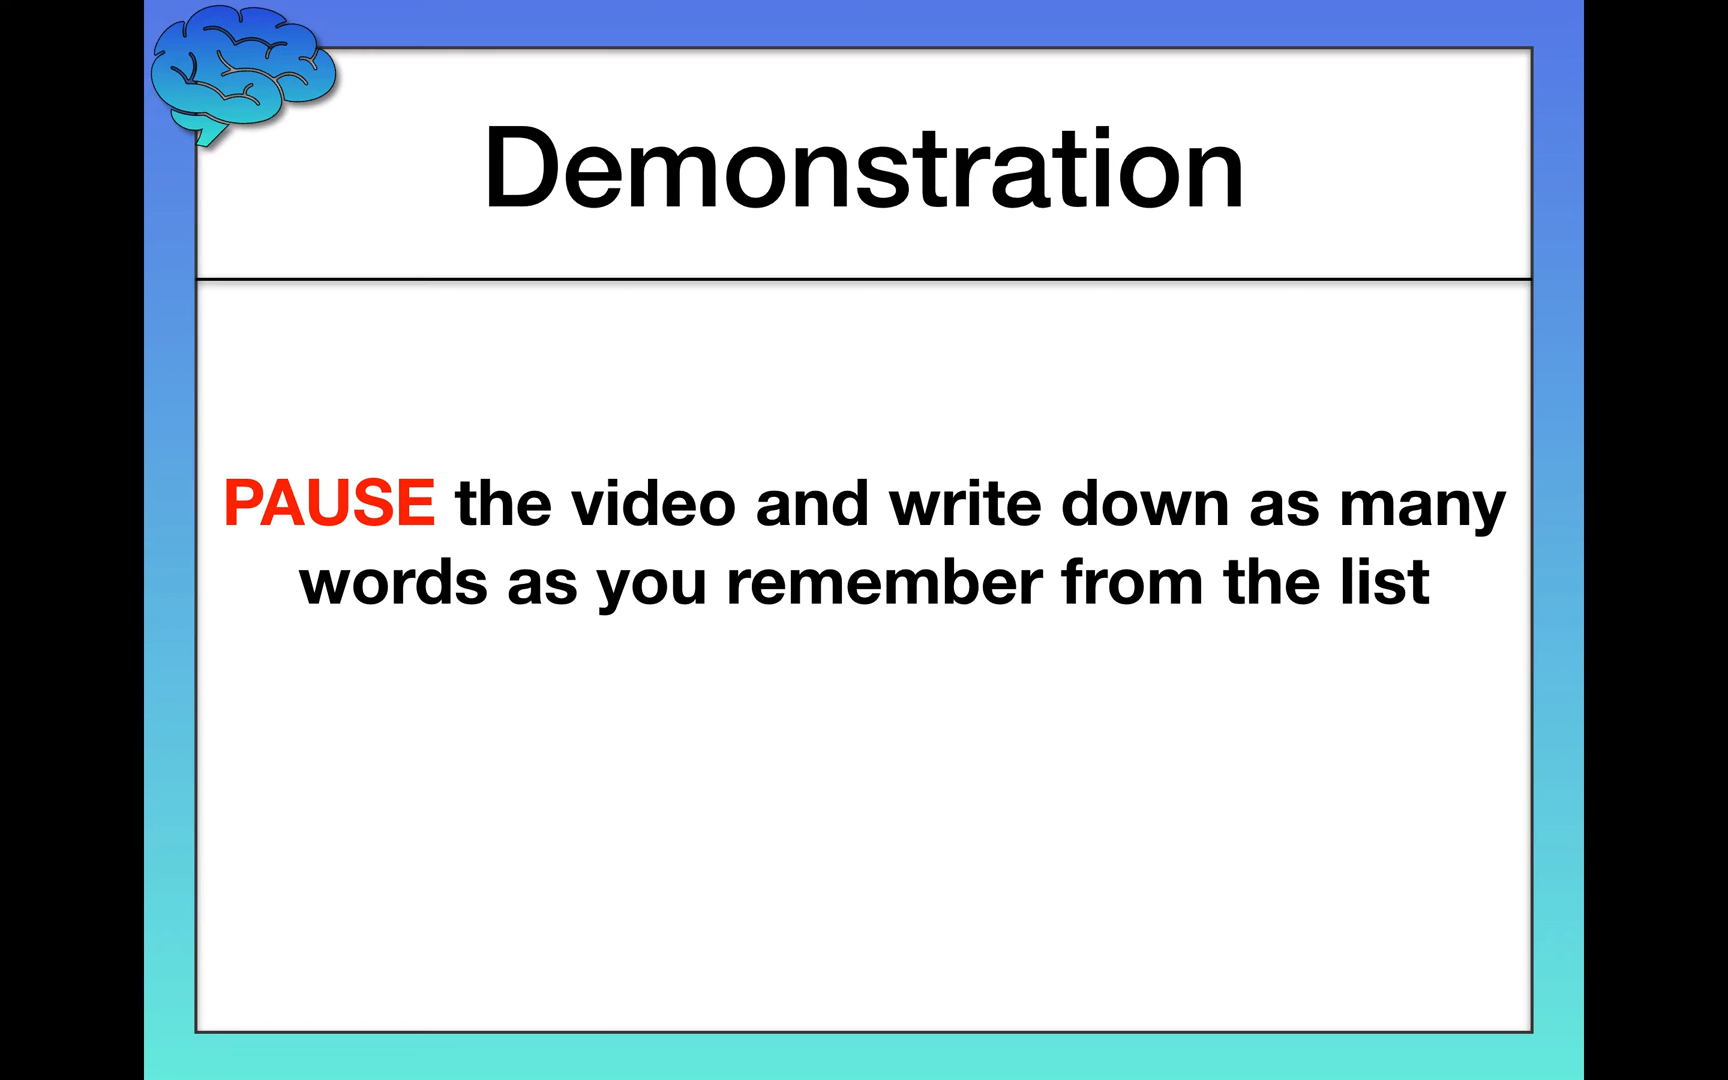 Demonstration
PAUSE the video and write down as many
words as you remember from the list